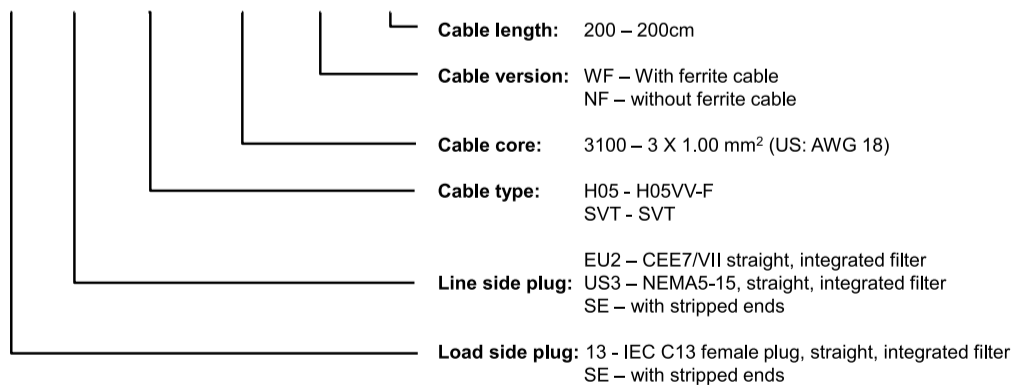 Cable length: 200 – 200cm
Cable version: WF – With ferrite cable
NF – without ferrite cable
Cable core: 3100 – 3 X 1.00 mm² (US: AWG 18)
Cable type: H05 - H05VV-F
SVT - SVT
EU2 – CEE7/VII straight, integrated filter
Line side plug: US3 – NEMA5-15, straight, integrated filter
SE – with stripped ends
Load side plug: 13 - IEC C13 female plug, straight, integrated filter
SE – with stripped ends